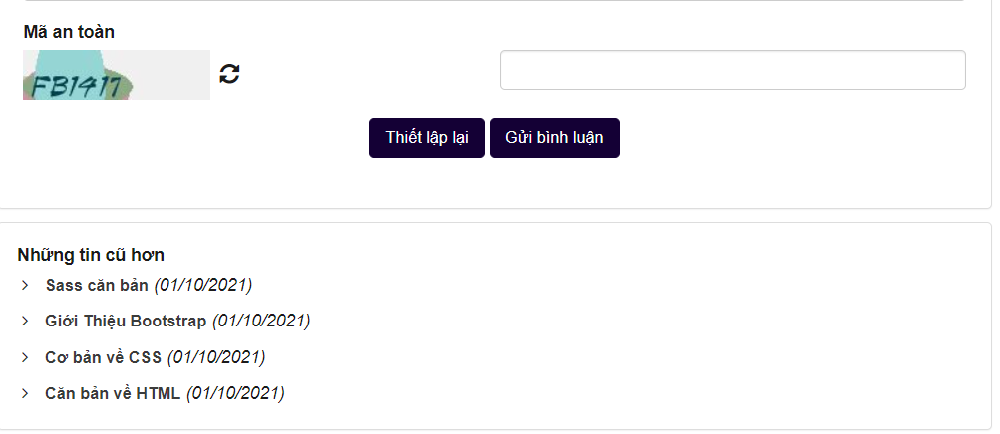 Mã an toàn
FB1417
Thiết lập lại Gửi bình luận
Những tin cũ hơn
Sass căn bản (01/10/2021)
Giới Thiệu Bootstrap (01/10/2021)
Cơ bản về CSS (01/10/2021)
Căn bản về HTML (01/10/2021)